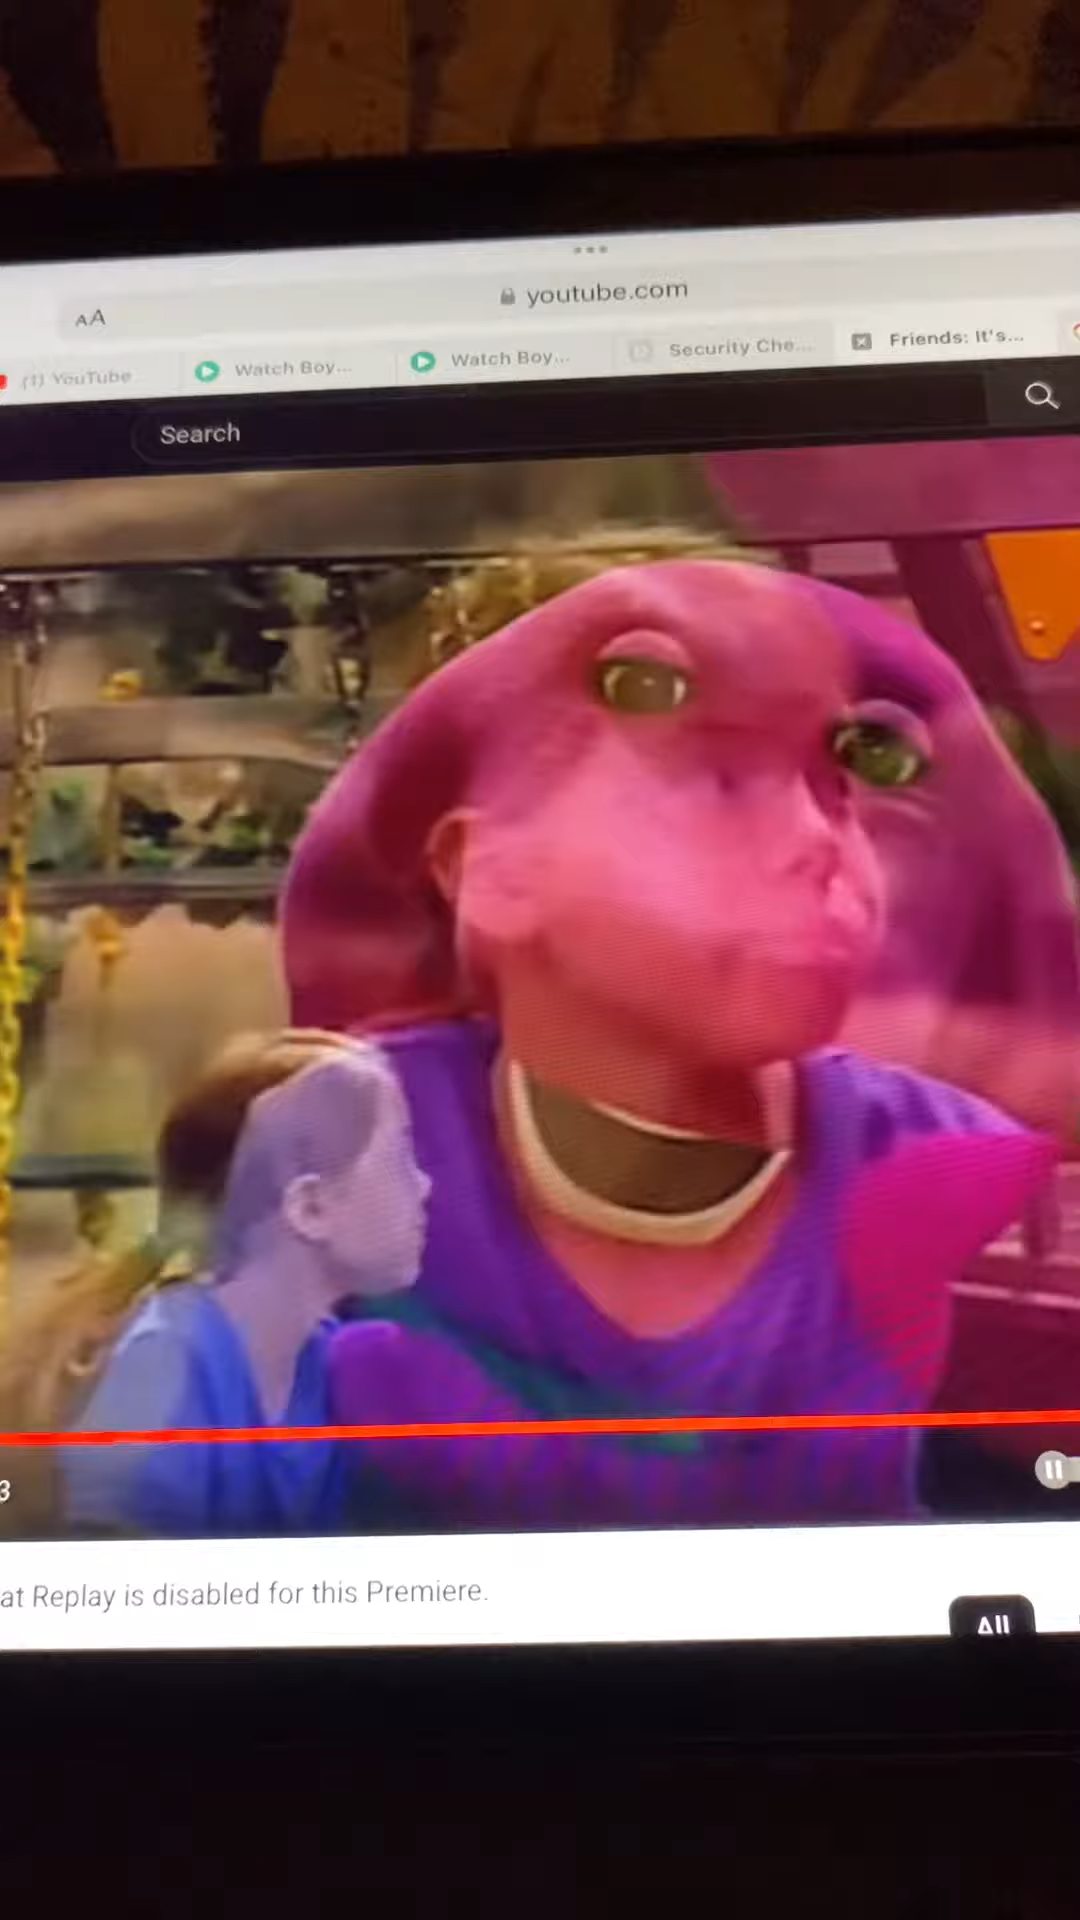 AA
youtube.com
(1) YouTube
Watch Boy...
Watch Boy...
Security Che...
Friends: It's...
Search
3
at Replay is disabled for this Premiere.
All